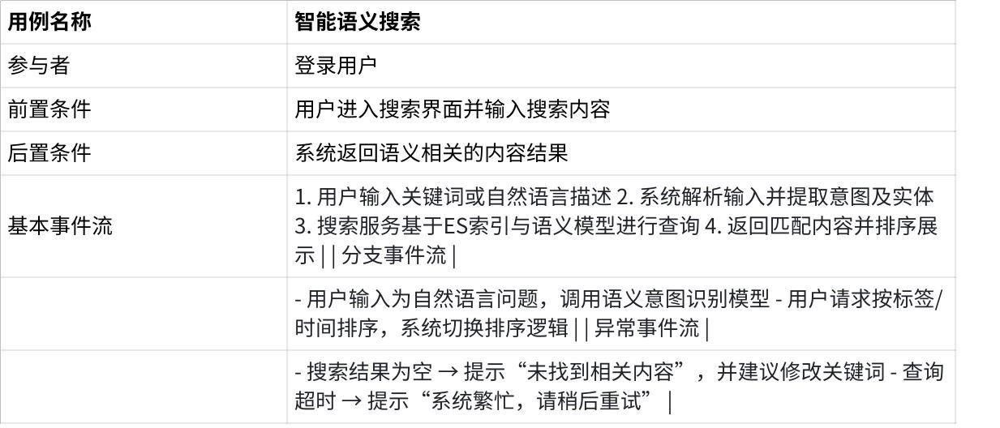 用例名称
智能语义搜索
参与者
登录用户
前置条件
用户进入搜索界面并输入搜索内容
后置条件
系统返回语义相关的内容结果
基本事件流
1. 用户输入关键词或自然语言描述 2. 系统解析输入并提取意图及实体
3. 搜索服务基于ES索引与语义模型进行查询 4. 返回匹配内容并排序展
示 | | 分支事件流 |
- 用户输入为自然语言问题，调用语义意图识别模型 - 用户请求按标签/
时间排序，系统切换排序逻辑 | | 异常事件流 |
- 搜索结果为空 → 提示“未找到相关内容”，并建议修改关键词 - 查询
超时 → 提示“系统繁忙，请稍后重试” |